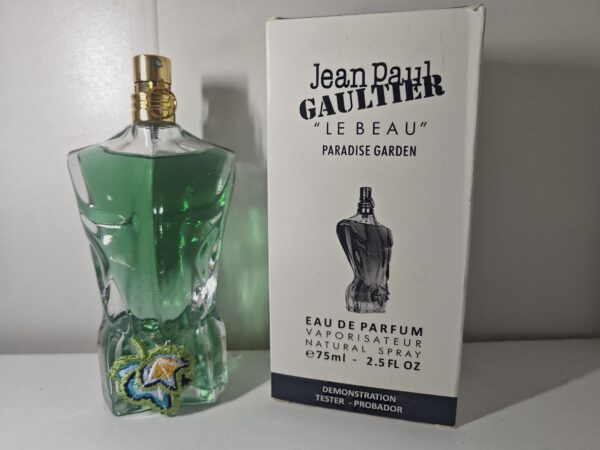 Jean Paul
GAULTIER
"LE BEAU"
PARADISE GARDEN
EAU DE PARFUM
VAPORISATEUR
NATURAL SPRAY
℮75ml - 2.5 FL OZ
DEMONSTRATION
TESTER - PROBADOR